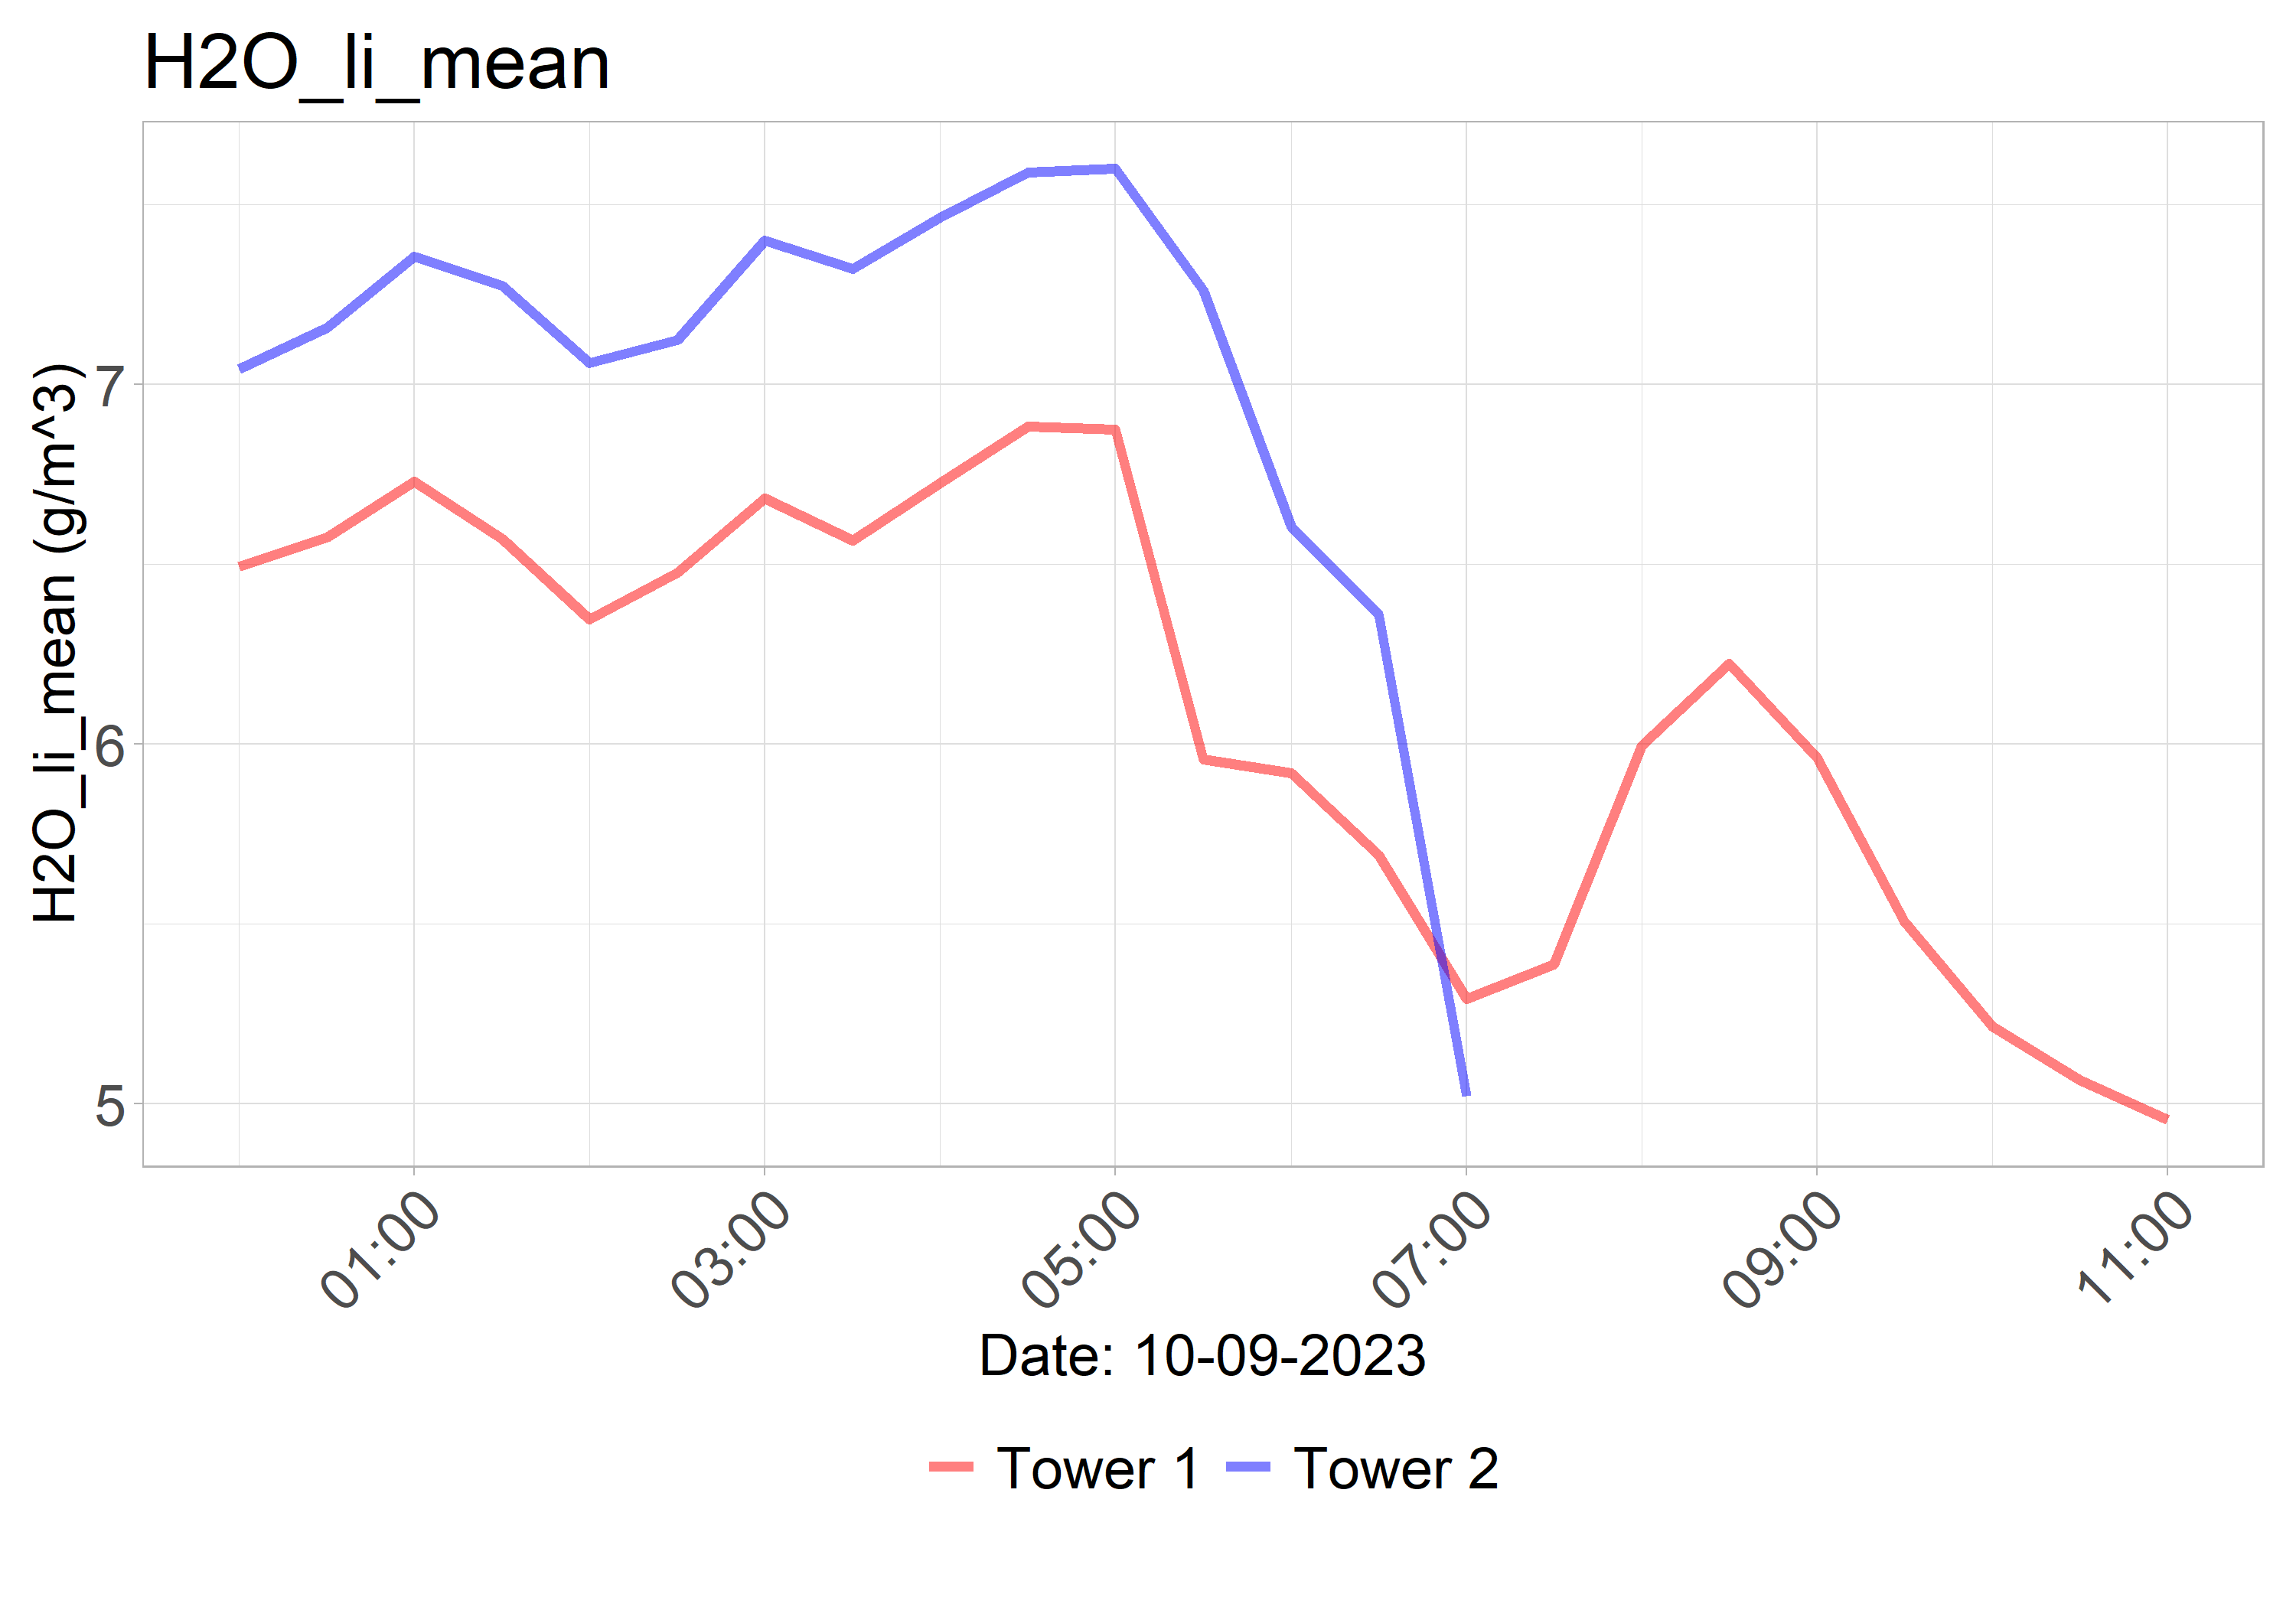 H2O_li_mean
H2O_li_mean (g/m^3)
7
6
5
01:00
03:00
05:00
07:00
09:00
11:00
Date: 10-09-2023
Tower 1
Tower 2